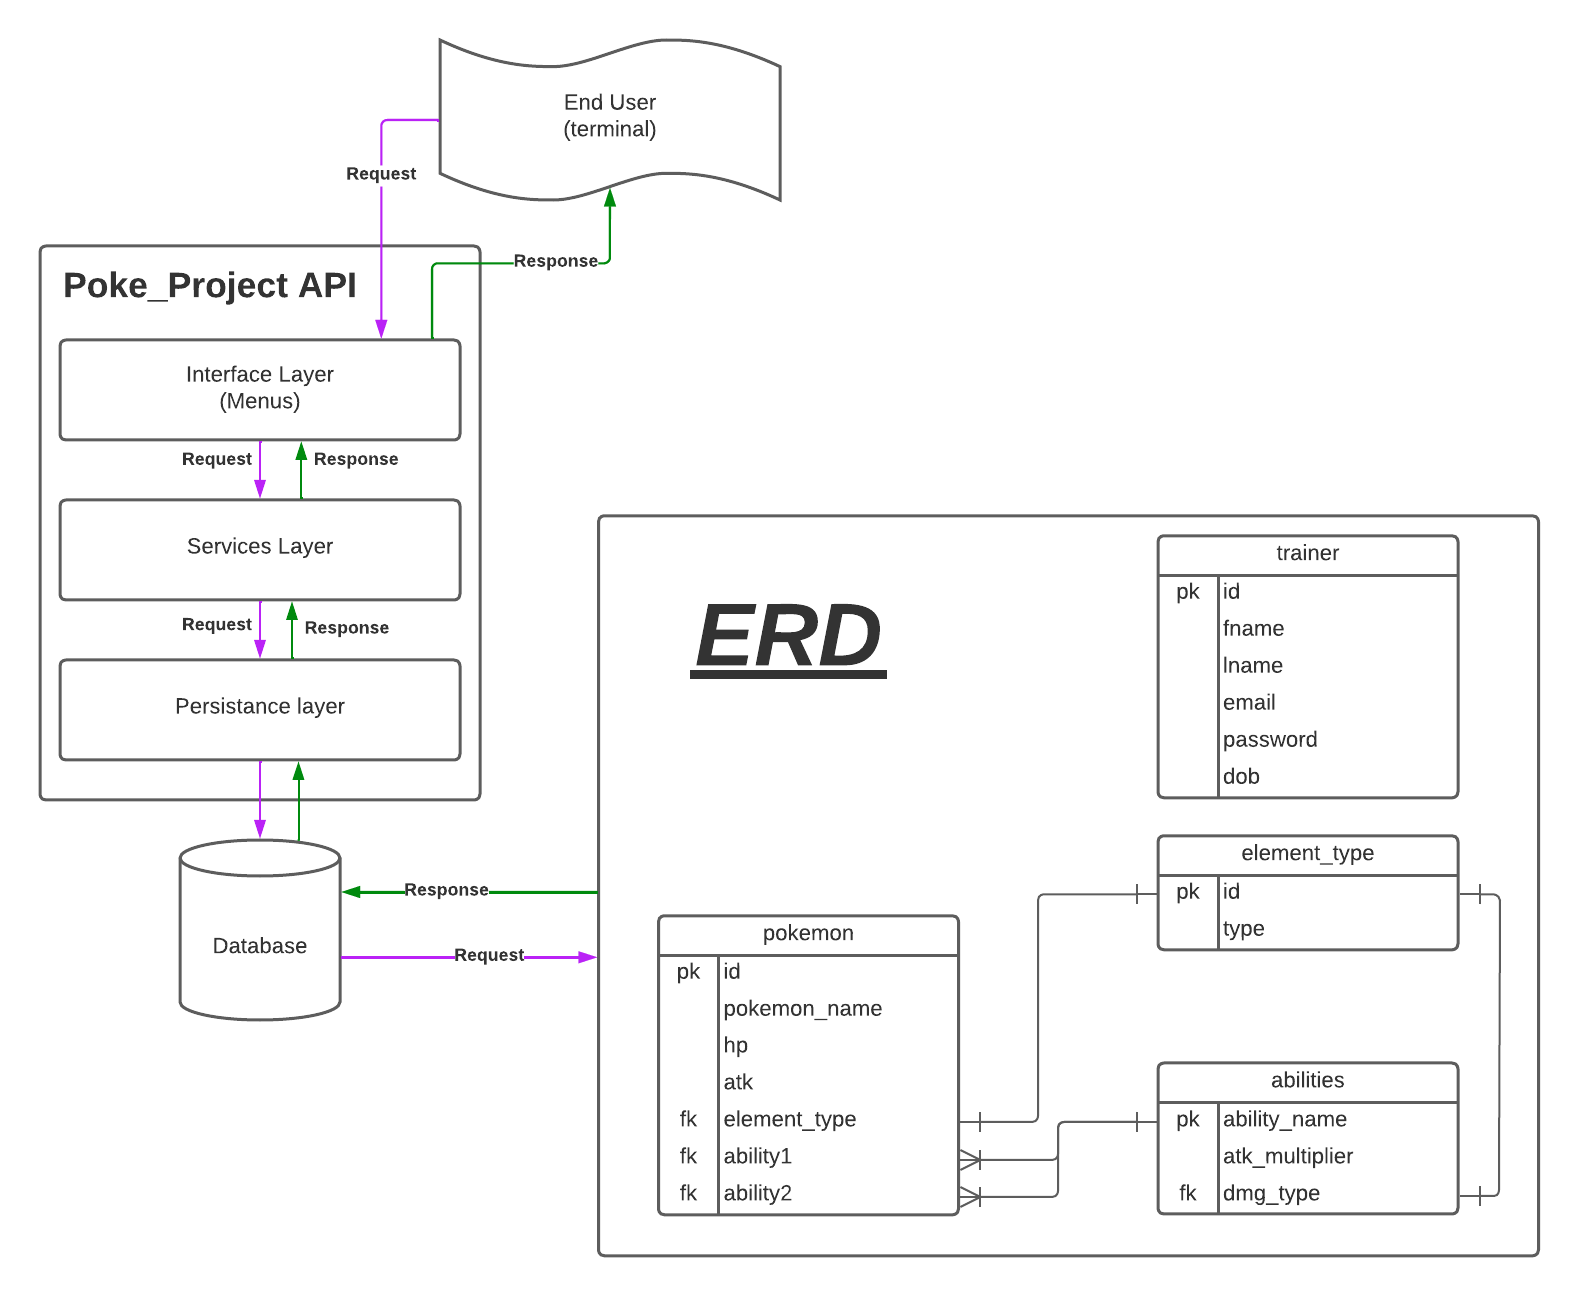 End User
(terminal)
Request
Response
Poke_Project API
Interface Layer
(Menus)
Request
Response
Services Layer
Request
Response
Persistance layer
Database
Response
Request
ERD
trainer
pk id
fname
lname
email
password
dob
element_type
pk id
type
pokemon
pk id
pokemon_name
hp
atk
fk element_type
fk ability1
fk ability2
abilities
pk ability_name
atk_multiplier
fk dmg_type